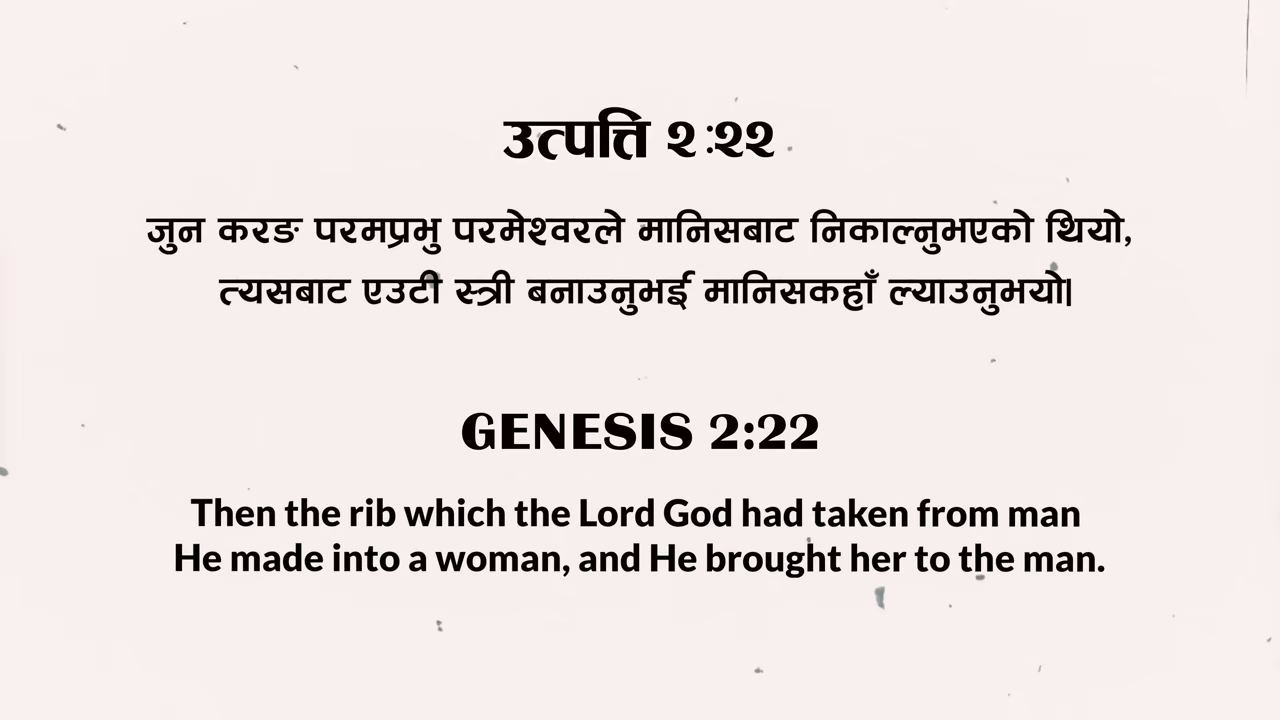 उत्पत्ति २:२२
जुन करङ परमप्रभु परमेश्वरले मानिसबाट निकाल्नुभएको थियो,
त्यसबाट एउटी स्त्री बनाउनुभई मानिसकहाँ ल्याउनुभयो।
GENESIS 2:22
Then the rib which the Lord God had taken from man
He made into a woman, and He brought her to the man.